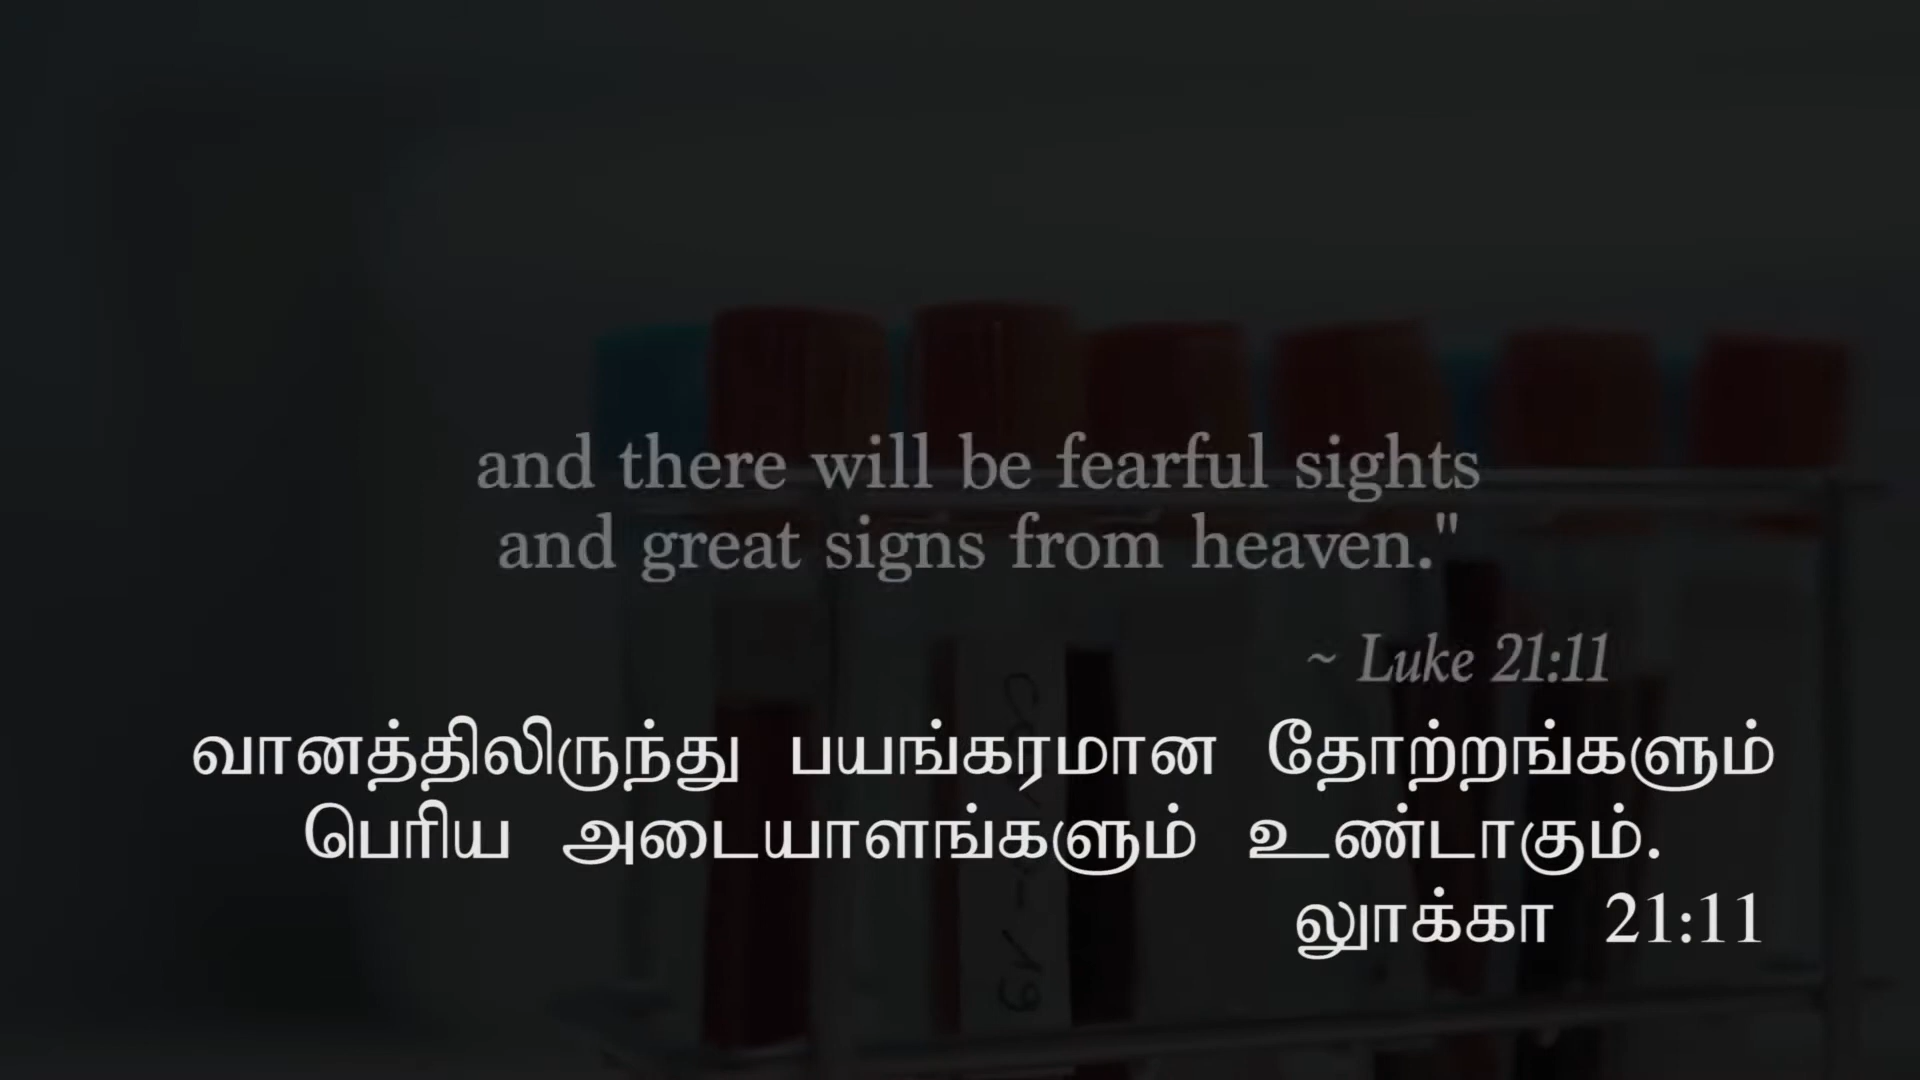 and there will be fearful sights
and great signs from heaven."
~ Luke 21:11
வானத்திலிருந்து பயங்கரமான தோற்றங்களும்
பெரிய அடையாளங்களும் உண்டாகும்.
லூக்கா 21:11